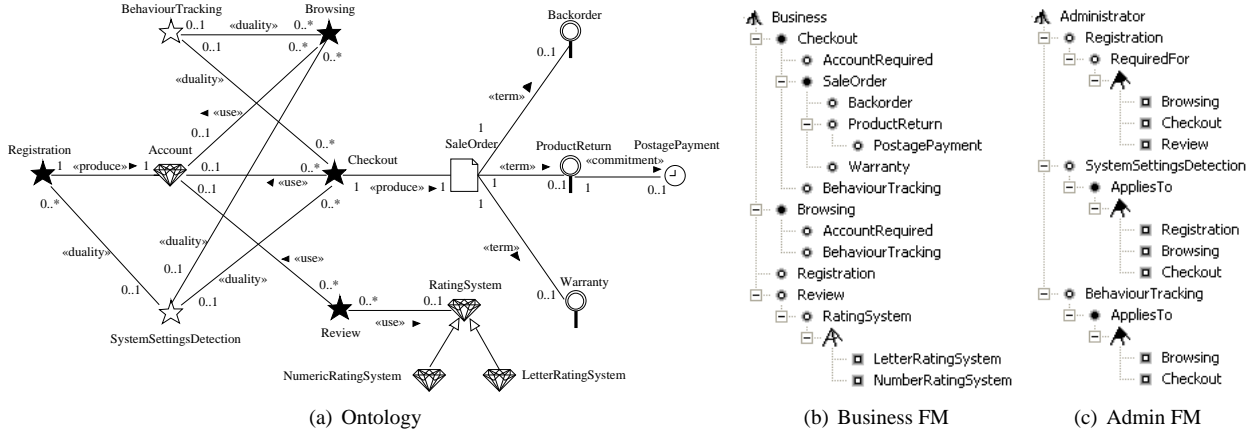 BehaviourTracking
Browsing
0..1
«duality»
0..*
0..1
0..*
0..*
«duality»
«use»
0..1
0..*
Registration
1
«produce»
1
Account
0..1
0..*
Checkout
0..1
«use»
0..*
1
«produce»
1
0..*
«duality»
«duality»
0..1
«use»
«duality»
0..1
0..1
0..*
SystemSettingsDetection
Review
0..*
«use»
0..1
RatingSystem
NumericRatingSystem
LetterRatingSystem
SaleOrder
Backorder
0..1
«term»
1
ProductReturn
PostagePayment
«term»
«commitment»
1
0..1
1
0..1
1
«term»
Warranty
0..1
(a) Ontology
Business
Checkout
AccountRequired
SaleOrder
Backorder
ProductReturn
PostagePayment
Warranty
BehaviourTracking
Browsing
AccountRequired
BehaviourTracking
Registration
Review
RatingSystem
LetterRatingSystem
NumberRatingSystem
(b) Business FM
Administrator
Registration
RequiredFor
Browsing
Checkout
Review
SystemSettingsDetection
AppliesTo
Registration
Browsing
Checkout
BehaviourTracking
AppliesTo
Browsing
Checkout
(c) Admin FM